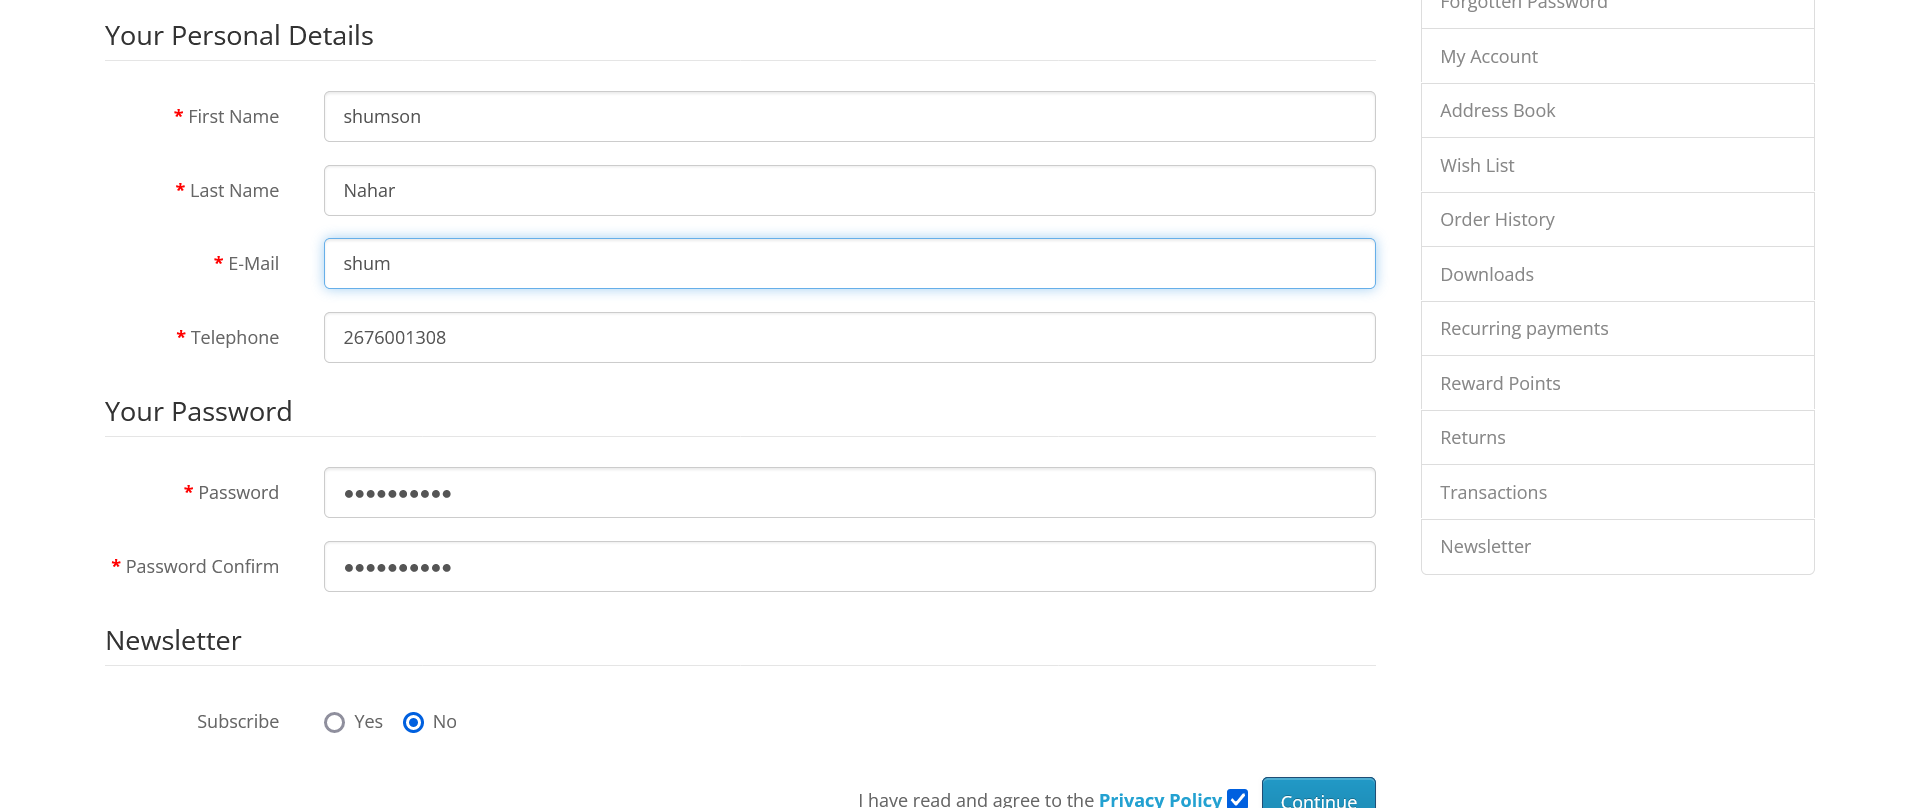 Your Personal Details
* First Name
shumson
* Last Name
Nahar
* E-Mail
shum
* Telephone
2676001308
Your Password
* Password
●●●●●●●●●●
* Password Confirm
●●●●●●●●●●
Newsletter
Subscribe
Yes No
I have read and agree to the Privacy Policy
Continue
Forgotten Password
My Account
Address Book
Wish List
Order History
Downloads
Recurring payments
Reward Points
Returns
Transactions
Newsletter